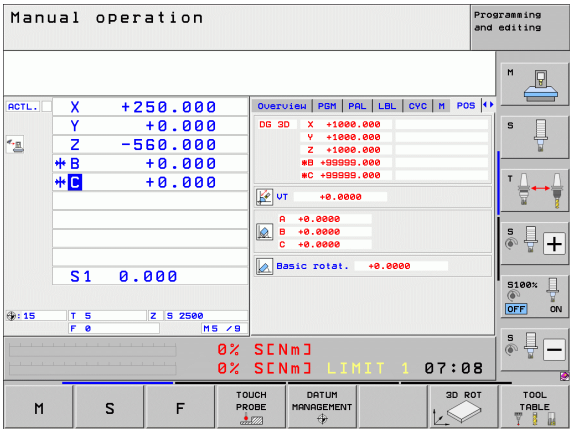 Manual operation
Programming
and editing
M
ACTL.
X +250.000
Y +0.000
Z -560.000
B +0.000
C +0.000
S1 0.000
15 T 5 Z S 2500
F 0 M5 /9
Overview PGM PAL LBL CYC M POS
DG 3D X +1000.000
Y +1000.000
Z +1000.000
*B +99999.000
*C +99999.000
VT +0.0000
A +0.0000
B +0.0000
C +0.0000
Basic rotat. +0.0000
S
T
S
+
S100%
OFF ON
S
−
0% S[Nm]
0% S[Nm] LIMIT 1 07:08
M
S
F
TOUCH
PROBE
DATUM
MANAGEMENT
3D ROT
TOOL
TABLE